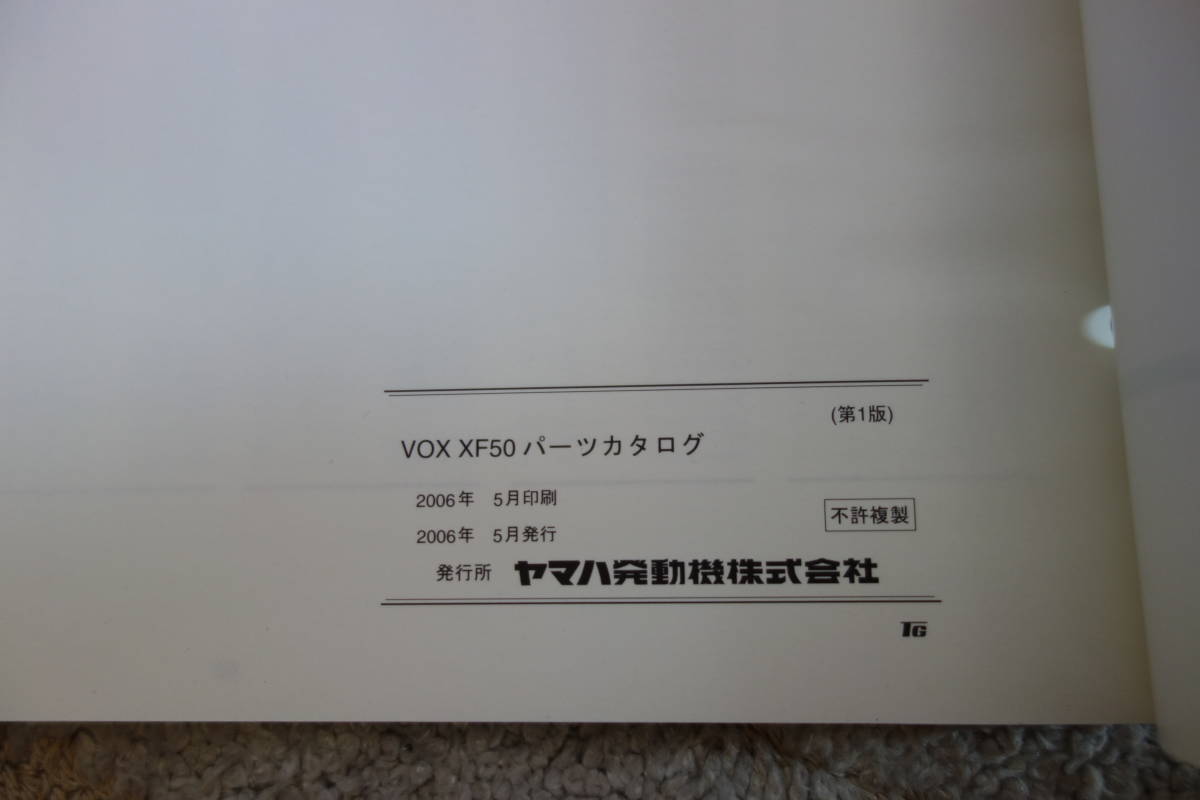 (第1版)
VOX XF50 パーツカタログ
2006年 5月印刷
2006年 5月発行
不許複製
発行所 ヤマハ発動機株式会社
TG